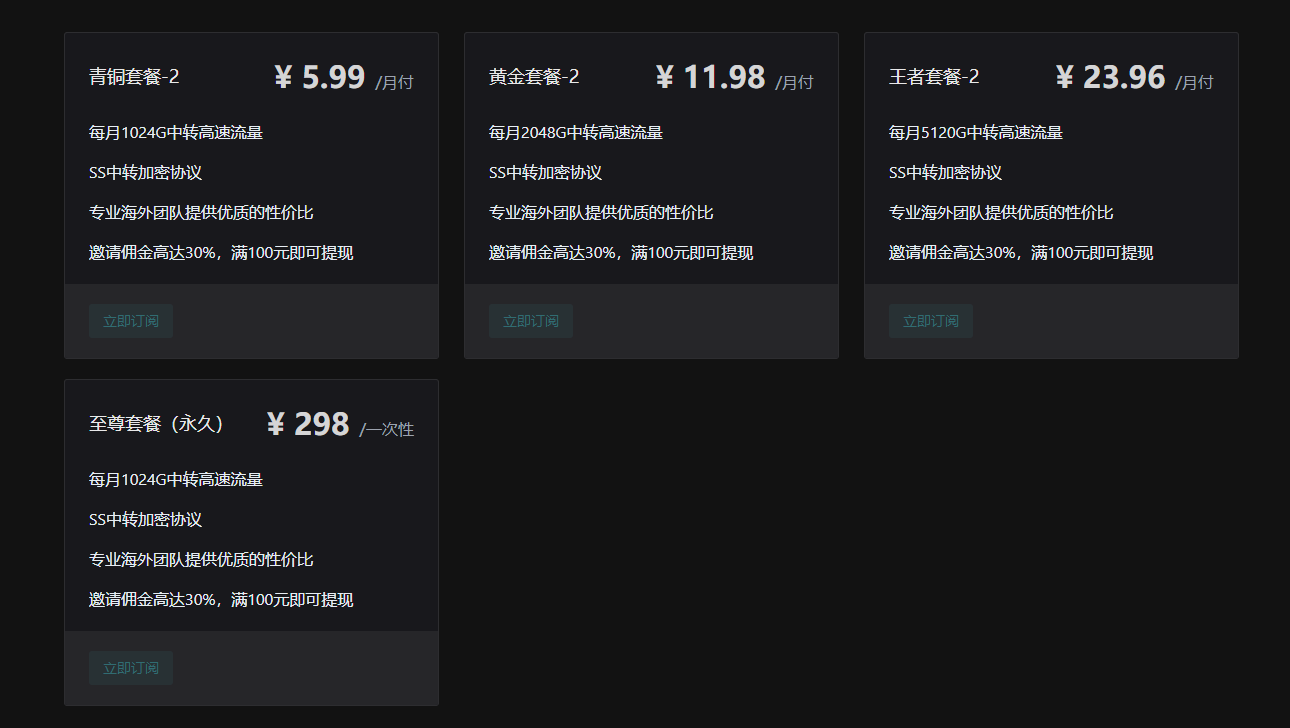 青铜套餐-2 ¥ 5.99 /月付
每月1024G中转高速流量
SS中转加密协议
专业海外团队提供优质的性价比
邀请佣金高达30%，满100元即可提现
立即订阅
黄金套餐-2 ¥ 11.98 /月付
每月2048G中转高速流量
SS中转加密协议
专业海外团队提供优质的性价比
邀请佣金高达30%，满100元即可提现
立即订阅
王者套餐-2 ¥ 23.96 /月付
每月5120G中转高速流量
SS中转加密协议
专业海外团队提供优质的性价比
邀请佣金高达30%，满100元即可提现
立即订阅
至尊套餐（永久） ¥ 298 /一次性
每月1024G中转高速流量
SS中转加密协议
专业海外团队提供优质的性价比
邀请佣金高达30%，满100元即可提现
立即订阅